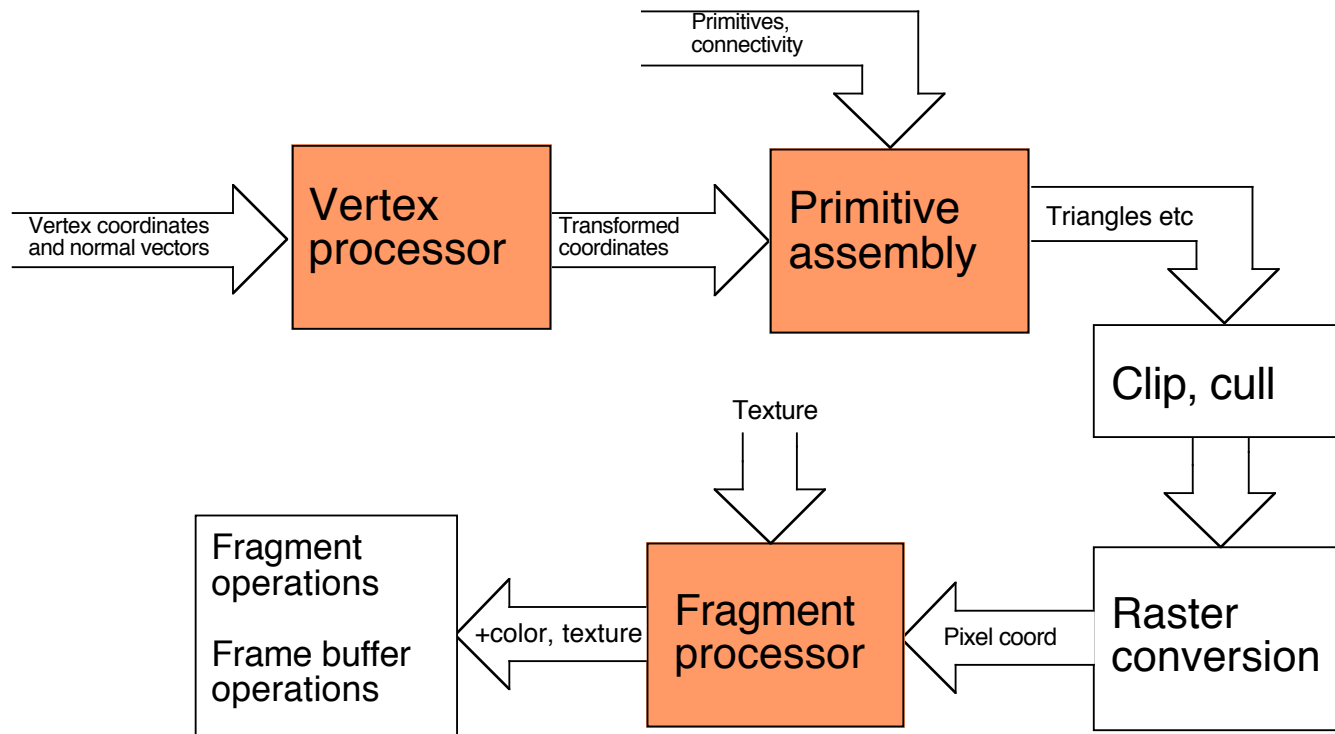 Primitives,
connectivity
Vertex coordinates
and normal vectors
Vertex
processor
Transformed
coordinates
Primitive
assembly
Triangles etc
Clip, cull
Raster
conversion
Pixel coord
Texture
Fragment
processor
+color, texture
Fragment
operations
Frame buffer
operations